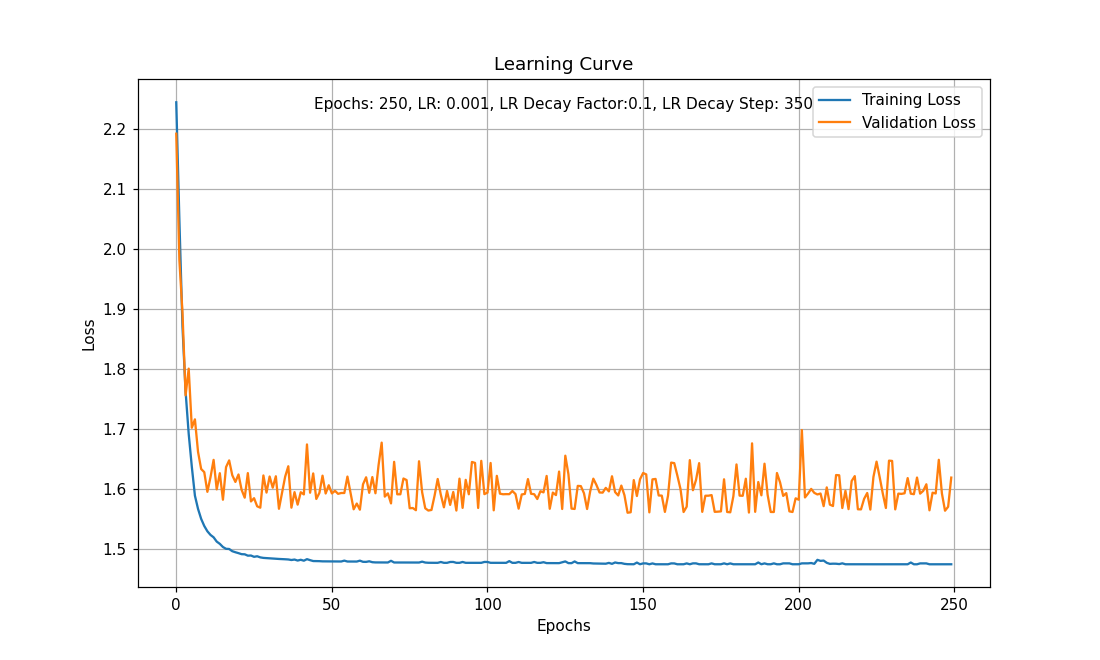 Learning Curve
Epochs: 250, LR: 0.001, LR Decay Factor:0.1, LR Decay Step: 350
Training Loss
Validation Loss
2.2
2.1
2.0
1.9
1.8
1.7
1.6
1.5
Loss
0 50 100 150 200 250
Epochs